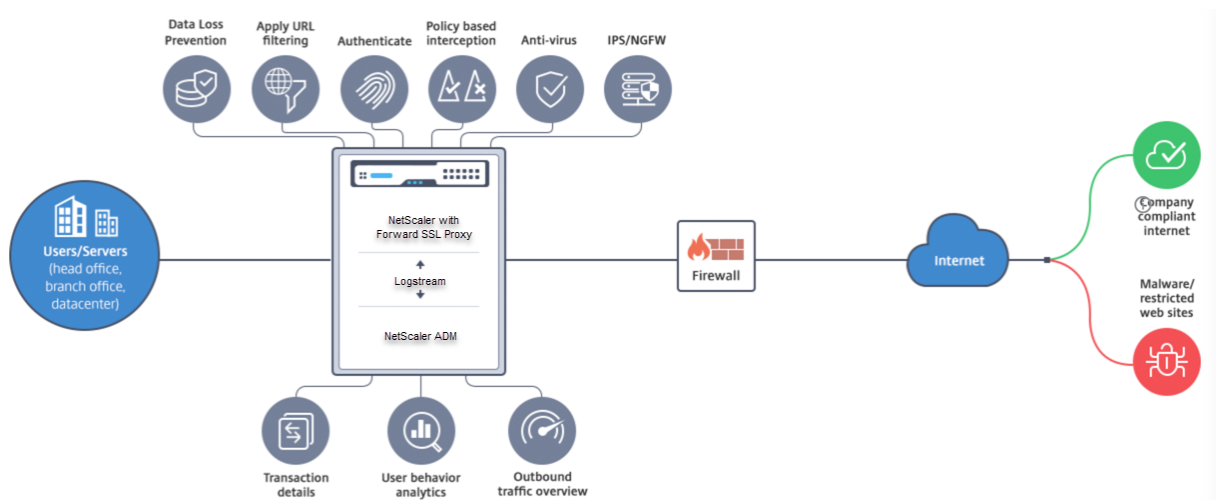 Data Loss
Prevention
Apply URL
filtering
Authenticate
Policy based
interception
Anti-virus
IPS/NGFW
NetScaler with
Forward SSL Proxy
Logstream
NetScaler ADM
Users/Servers
(head office,
branch office,
datacenter)
Firewall
Internet
Company
compliant
internet
Malware/
restricted
web sites
Transaction
details
User behavior
analytics
Outbound
traffic overview